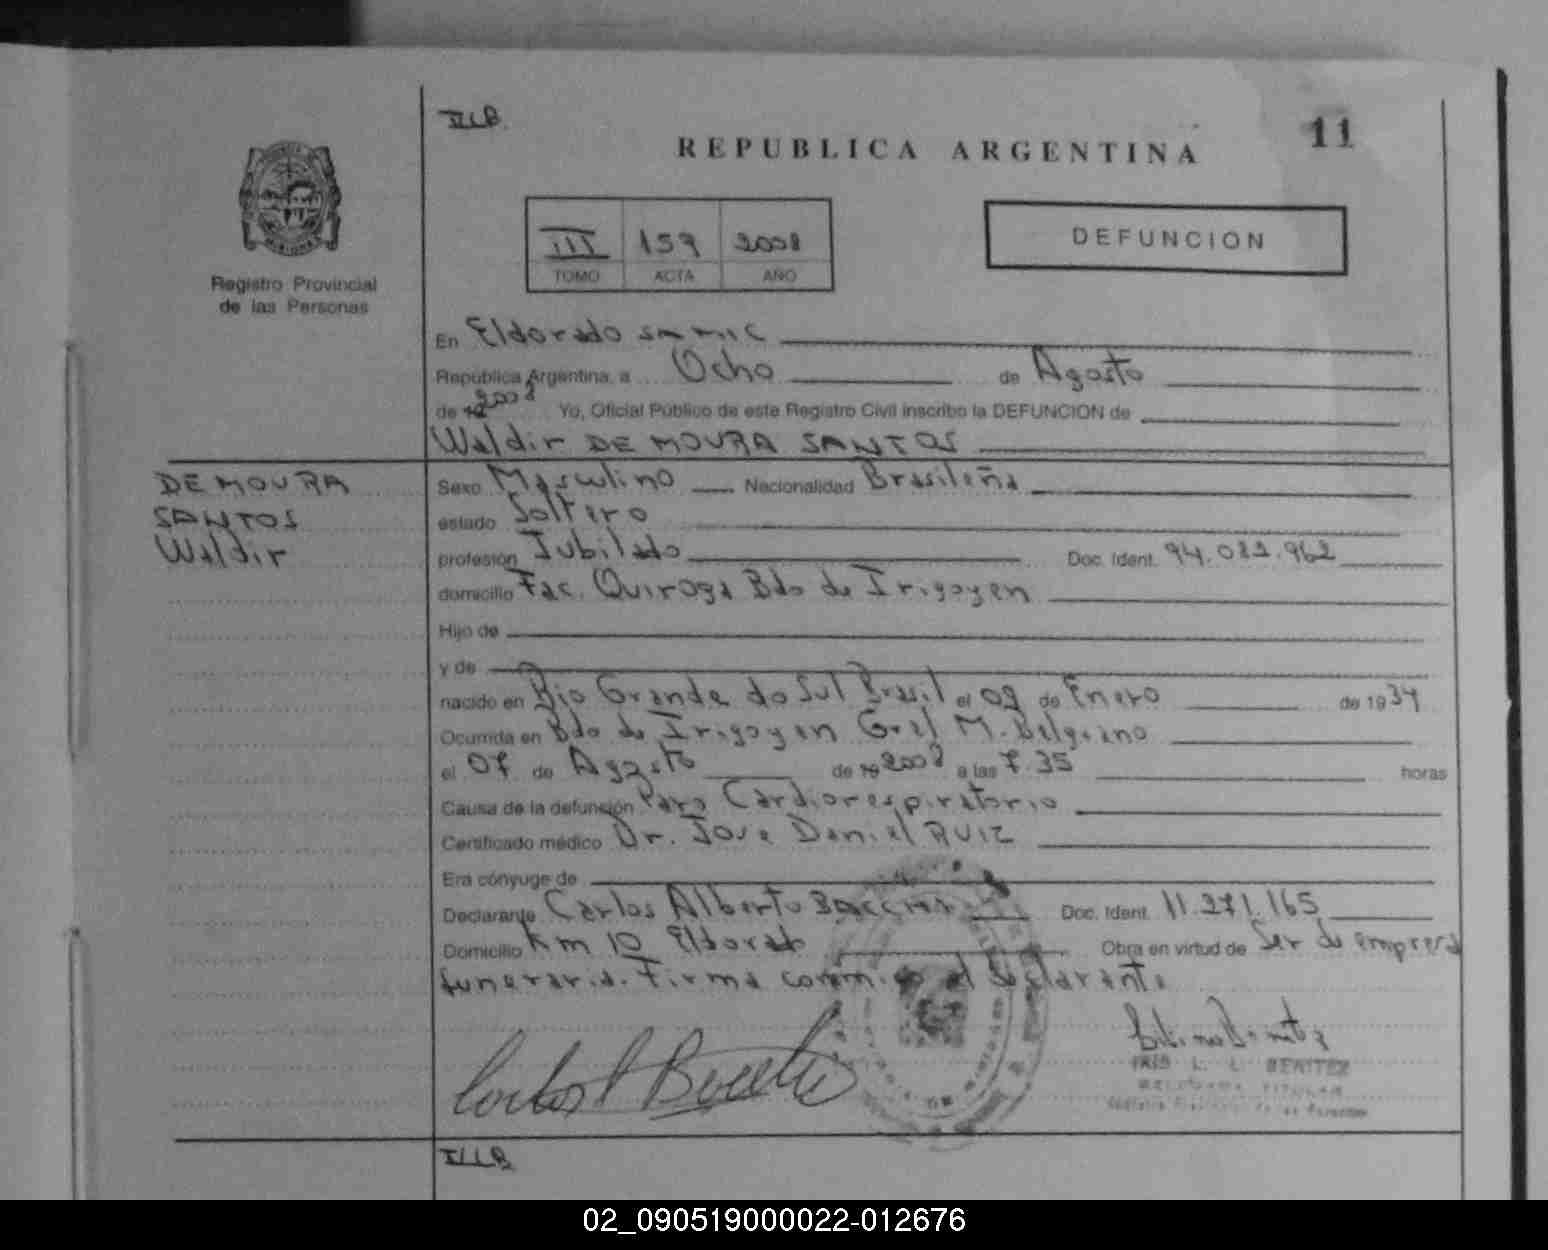 ILLB.
REPUBLICA ARGENTINA
11
III 159 2008
TOMO ACTA AÑO
DEFUNCION
Registro Provincial
de las Personas
En Eldorado
República Argentina, a Ocho de Agosto
de 19 2008 Yo, Oficial Público de este Registro Civil inscribo la DEFUNCION de
Waldir DE MOURA SANTOS
DE MOURA
SANTOS
Waldir
Sexo Masculino Nacionalidad Brasileña
estado Soltero
profesión Jubilado Doc. Ident. 94.082.962
domicilio Fac. Quiroga Bdo de Irigoyen
Hijo de
y de
nacido en Rio Grande do Sul Brasil el 09 de Enero de 1934
Ocurrida en Bdo de Irigoyen Gral M. Belgrano
el 07 de Agosto de 19 2008 a las 7.35 horas
Causa de la defunción Paro Cardiorespiratorio
Certificado médico Dr. Jose Daniel RUIZ
Era cónyuge de
Declarante Carlos Alberto Doc. Ident. 11.271.165
Domicilio Km 10 Eldorado Obra en virtud de Ser de empresa
funeraria. Firma conmigo el declarante
IRIS L. L. BENITEZ
TITULAR
ILLB
02_090519000022-012676